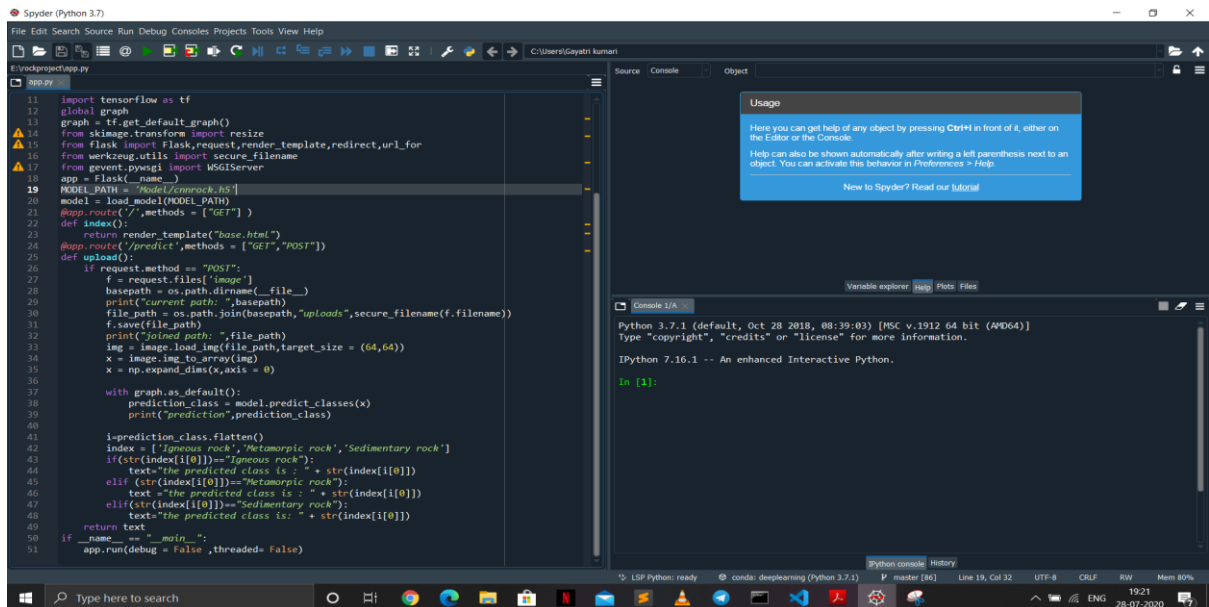 Spyder (Python 3.7)
File Edit Search Source Run Debug Consoles Projects Tools View Help
C:\Users\Gayatri kumari
E:\rockproject\app.py
app.py
11 import tensorflow as tf
12 global graph
13 graph = tf.get_default_graph()
14 from skimage.transform import resize
15 from flask import Flask,request,render_template,redirect,url_for
16 from werkzeug.utils import secure_filename
17 from gevent.pywsgi import WSGIServer
18 app = Flask(__name__)
19 MODEL_PATH = 'Model/cnnrock.h5'
20 model = load_model(MODEL_PATH)
21 @app.route('/',methods = ["GET"] )
22 def index():
23     return render_template("base.html")
24 @app.route('/predict',methods = ["GET","POST"])
25 def upload():
26     if request.method == "POST":
27         f = request.files['image']
28         basepath = os.path.dirname(__file__)
29         print("current path: ",basepath)
30         file_path = os.path.join(basepath,"uploads",secure_filename(f.filename))
31         f.save(file_path)
32         print("joined path: ",file_path)
33         img = image.load_img(file_path,target_size = (64,64))
34         x = image.img_to_array(img)
35         x = np.expand_dims(x,axis = 0)
36
37         with graph.as_default():
38             prediction_class = model.predict_classes(x)
39             print("prediction",prediction_class)
40
41         i=prediction_class.flatten()
42         index = ['Igneous rock','Metamorpic rock','Sedimentary rock']
43         if(str(index[i[0]])=="Igneous rock"):
44             text="the predicted class is : " + str(index[i[0]])
45         elif (str(index[i[0]])=="Metamorpic rock"):
46             text ="the predicted class is : " + str(index[i[0]])
47         elif(str(index[i[0]])=="Sedimentary rock"):
48             text="the predicted class is: " + str(index[i[0]])
49     return text
50 if __name__ == "__main__":
51     app.run(debug = False ,threaded= False)
Source Console Object
Usage
Here you can get help of any object by pressing Ctrl+I in front of it, either on
the Editor or the Console.
Help can also be shown automatically after writing a left parenthesis next to an
object. You can activate this behavior in Preferences > Help.
New to Spyder? Read our tutorial
Variable explorer Help Plots Files
Console 1/A
Python 3.7.1 (default, Oct 28 2018, 08:39:03) [MSC v.1912 64 bit (AMD64)]
Type "copyright", "credits" or "license" for more information.
IPython 7.16.1 -- An enhanced Interactive Python.
In [1]:
IPython console History
LSP Python: ready conda: deeplearning (Python 3.7.1) master [86] Line 19, Col 32 UTF-8 CRLF RW Mem 80%
Type here to search
ENG
19:21
28-07-2020